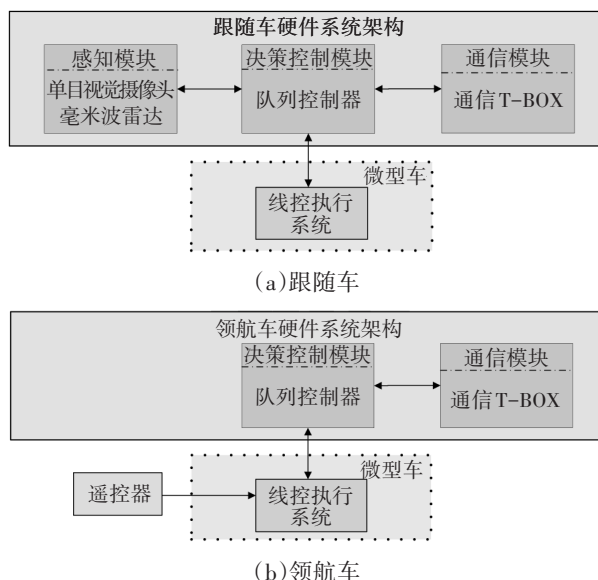 跟随车硬件系统架构
感知模块
决策控制模块
通信模块
单目视觉摄像头
毫米波雷达
队列控制器
通信T-BOX
微型车
线控执行
系统
(a)跟随车
领航车硬件系统架构
决策控制模块
通信模块
队列控制器
通信T-BOX
微型车
遥控器
线控执行
系统
(b)领航车